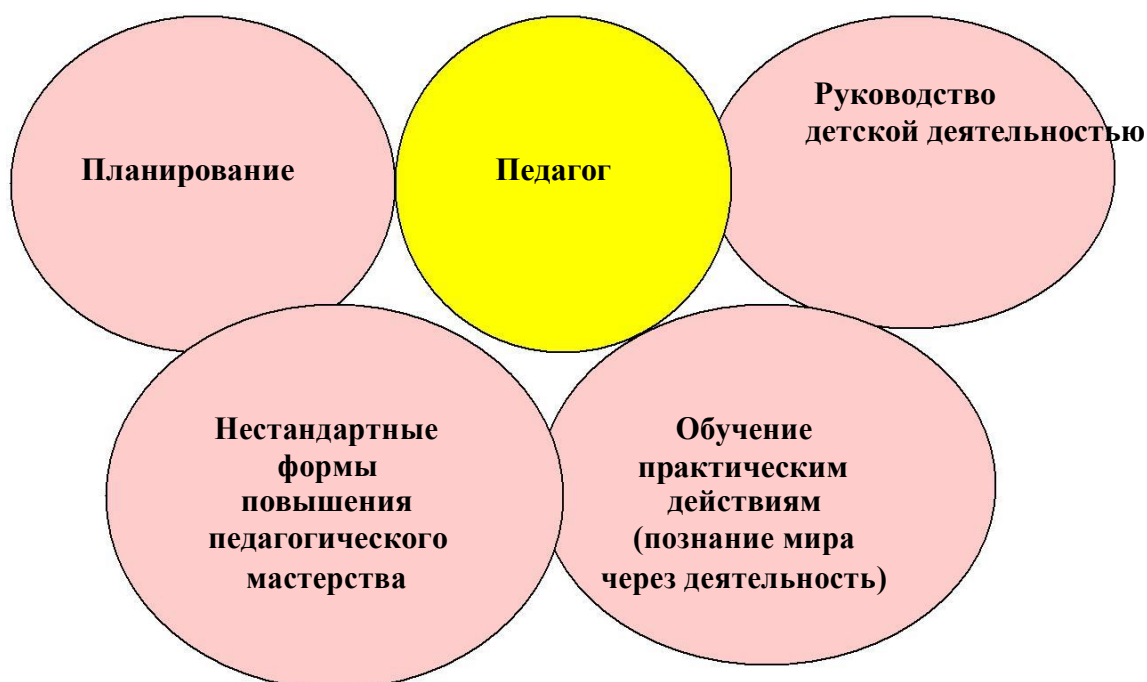 Планирование
Педагог
Руководство
детской деятельностью
Нестандартные
формы
повышения
педагогического
мастерства
Обучение
практическим
действиям
(познание мира
через деятельность)